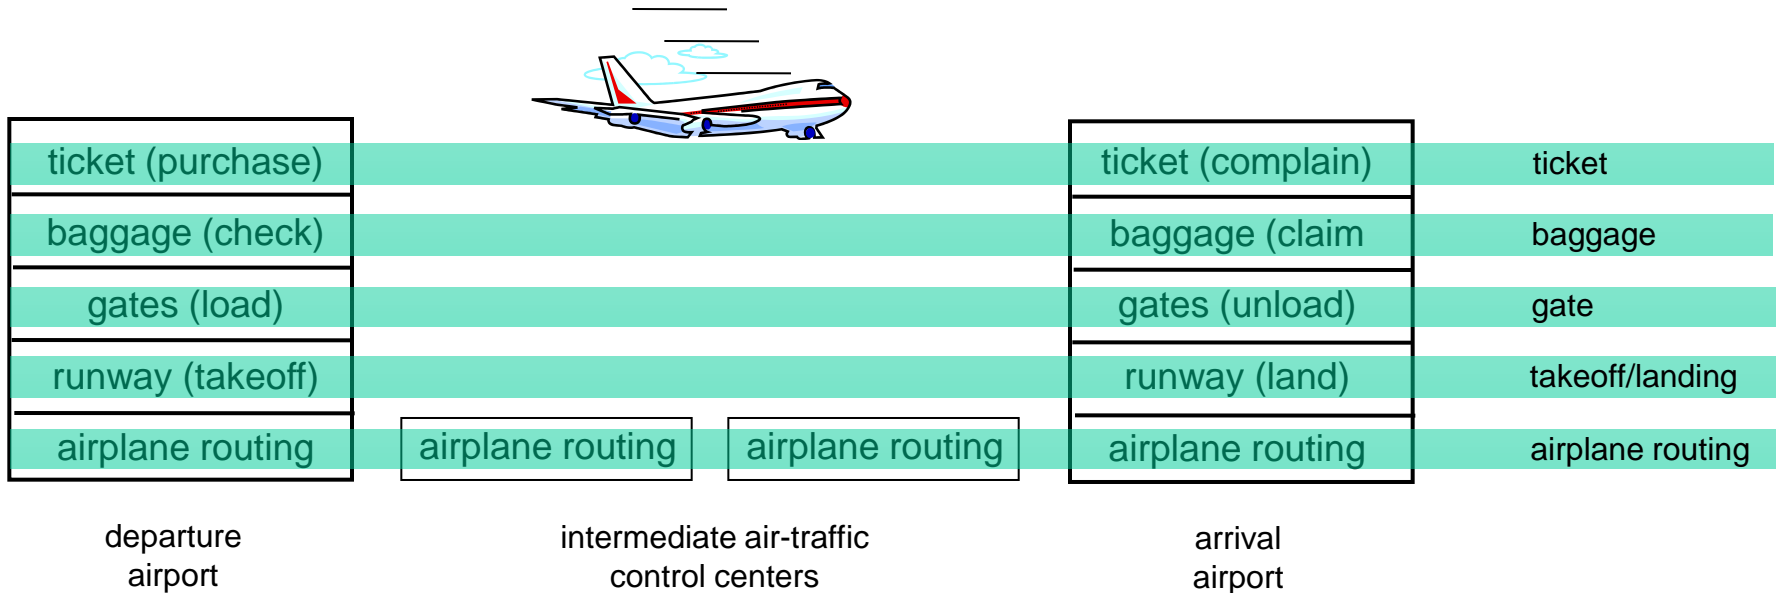 ticket (purchase) ticket (complain) ticket
baggage (check) baggage (claim baggage
gates (load) gates (unload) gate
runway (takeoff) runway (land) takeoff/landing
airplane routing airplane routing airplane routing airplane routing airplane routing
departure intermediate air-traffic arrival
airport control centers airport